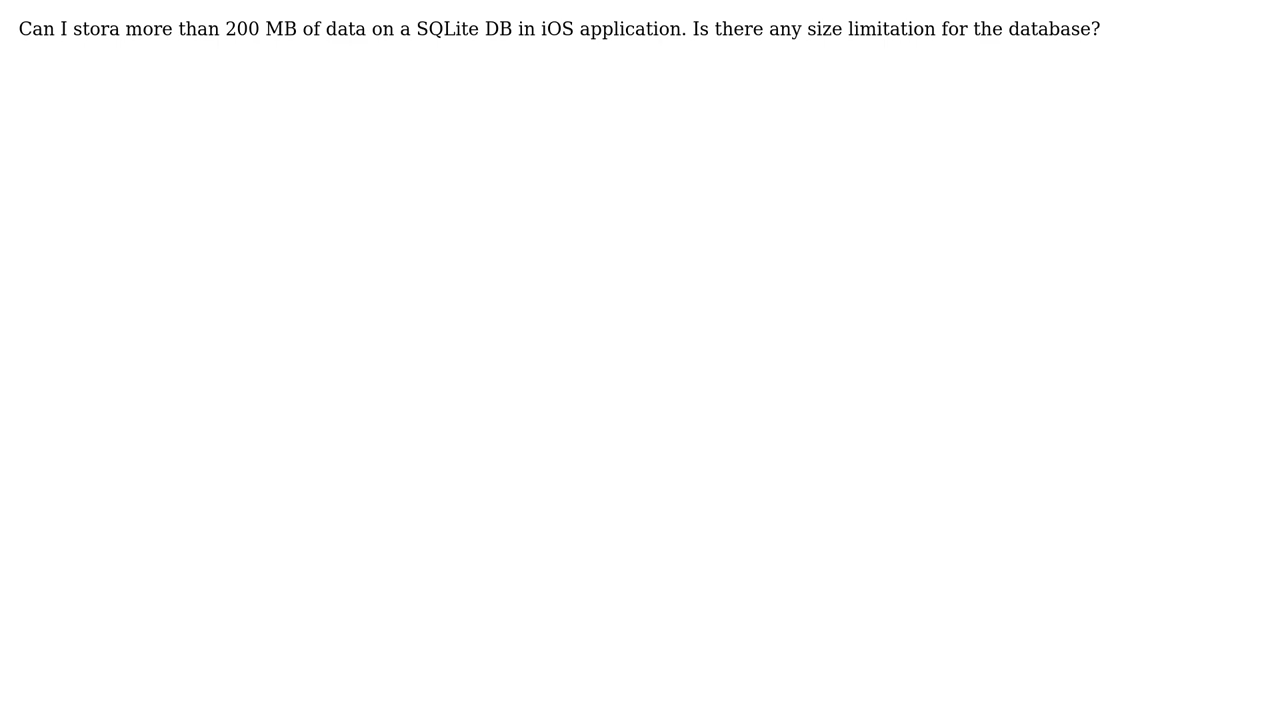 Can I stora more than 200 MB of data on a SQLite DB in iOS application. Is there any size limitation for the database?